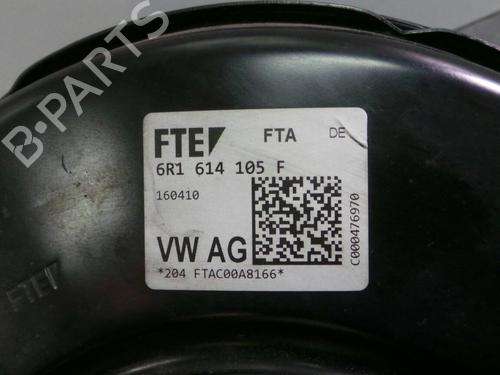 B-PARTS
FTE FTA DE
6R1 614 105 F
160410
VW AG
*204 FTAC00A8166*
C000476970
FTE